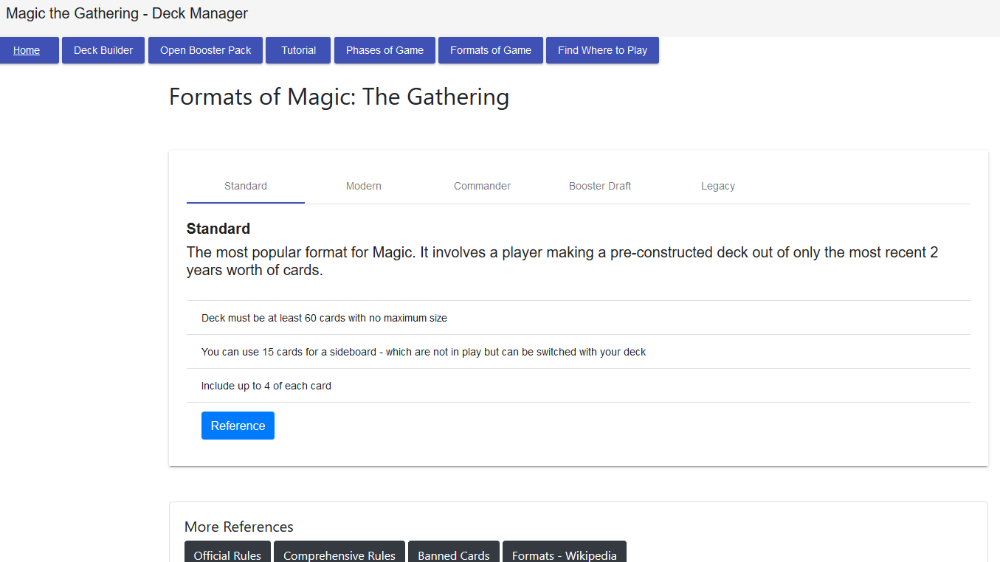 Magic the Gathering - Deck Manager
Home Deck Builder Open Booster Pack Tutorial Phases of Game Formats of Game Find Where to Play
Formats of Magic: The Gathering
Standard Modern Commander Booster Draft Legacy
Standard
The most popular format for Magic. It involves a player making a pre-constructed deck out of only the most recent 2
years worth of cards.
Deck must be at least 60 cards with no maximum size
You can use 15 cards for a sideboard - which are not in play but can be switched with your deck
Include up to 4 of each card
Reference
More References
Official Rules Comprehensive Rules Banned Cards Formats - Wikipedia